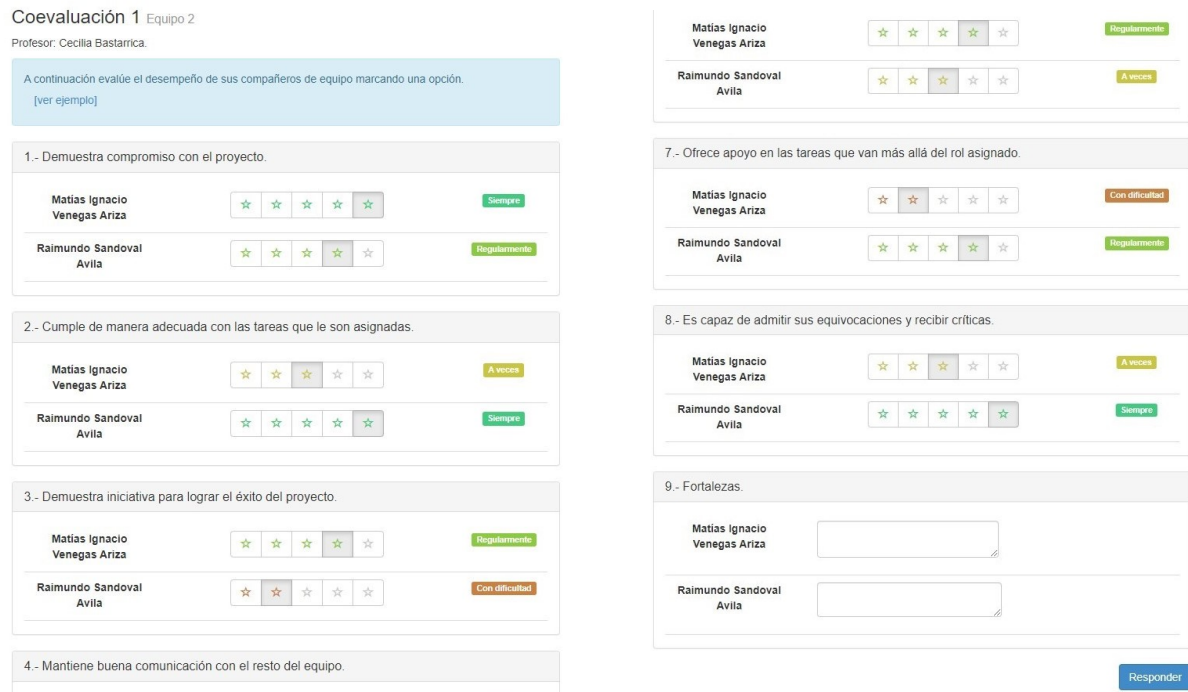 Coevaluación 1 Equipo 2
Profesor: Cecilia Bastarrica.
A continuación evalúe el desempeño de sus compañeros de equipo marcando una opción.
[ver ejemplo]
1.- Demuestra compromiso con el proyecto.
Matías Ignacio
Venegas Ariza
Siempre
Raimundo Sandoval
Avila
Regularmente
2.- Cumple de manera adecuada con las tareas que le son asignadas.
Matías Ignacio
Venegas Ariza
A veces
Raimundo Sandoval
Avila
Siempre
3.- Demuestra iniciativa para lograr el éxito del proyecto.
Matías Ignacio
Venegas Ariza
Regularmente
Raimundo Sandoval
Avila
Con dificultad
4.- Mantiene buena comunicación con el resto del equipo.
Matías Ignacio
Venegas Ariza
Regularmente
Raimundo Sandoval
Avila
A veces
7.- Ofrece apoyo en las tareas que van más allá del rol asignado.
Matías Ignacio
Venegas Ariza
Con dificultad
Raimundo Sandoval
Avila
Regularmente
8.- Es capaz de admitir sus equivocaciones y recibir críticas.
Matías Ignacio
Venegas Ariza
A veces
Raimundo Sandoval
Avila
Siempre
9.- Fortalezas.
Matías Ignacio
Venegas Ariza
Raimundo Sandoval
Avila
Responder